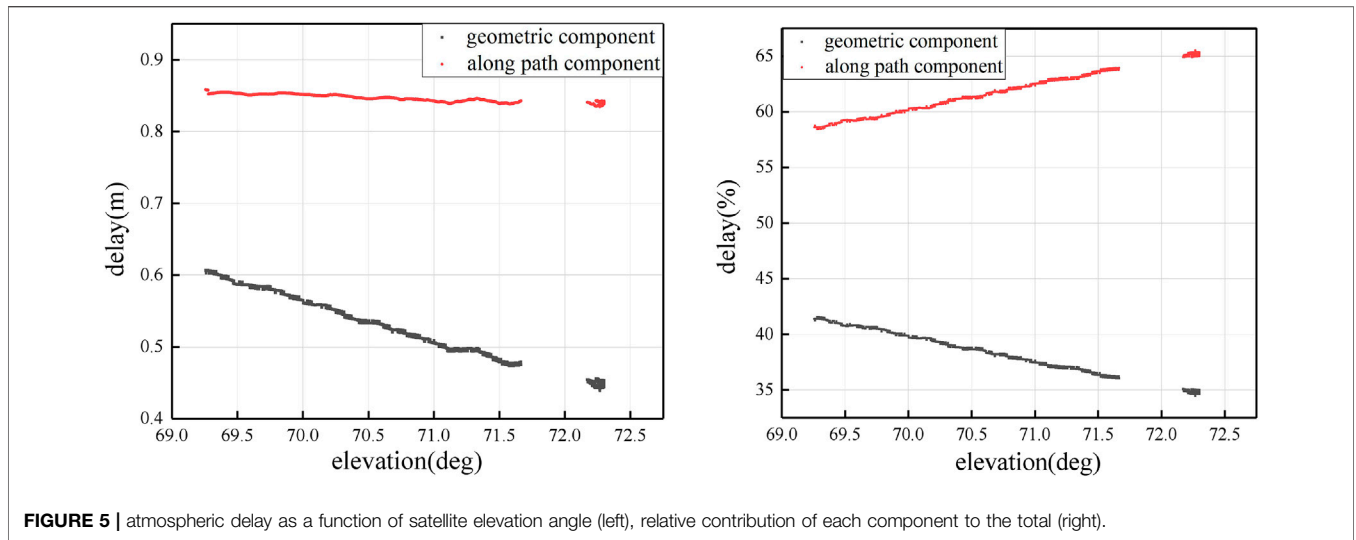 geometric component
along path component
0.9
0.8
0.7
0.6
0.5
0.4
delay(m)
69.0 69.5 70.0 70.5 71.0 71.5 72.0 72.5
elevation(deg)
geometric component
along path component
65
60
55
50
45
40
35
delay(%)
69.0 69.5 70.0 70.5 71.0 71.5 72.0 72.5
elevation(deg)
FIGURE 5 | atmospheric delay as a function of satellite elevation angle (left), relative contribution of each component to the total (right).